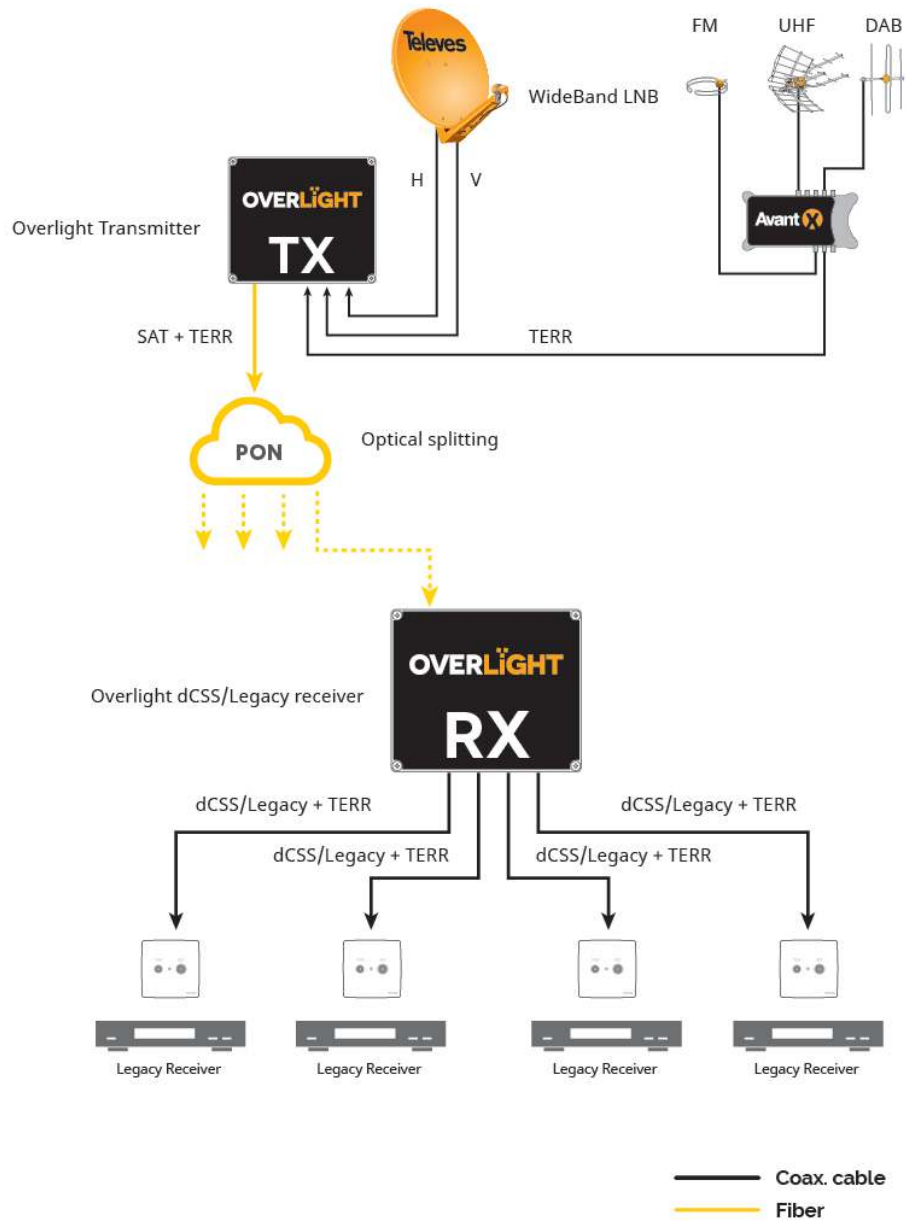 FM
UHF
DAB
Televes
WideBand LNB
H
V
OVERLÏGHT
TX
Avant X
Overlight Transmitter
SAT + TERR
TERR
PON
Optical splitting
OVERLÏGHT
RX
Overlight dCSS/Legacy receiver
dCSS/Legacy + TERR
dCSS/Legacy + TERR
dCSS/Legacy + TERR
dCSS/Legacy + TERR
Legacy Receiver
Legacy Receiver
Legacy Receiver
Legacy Receiver
Coax. cable
Fiber